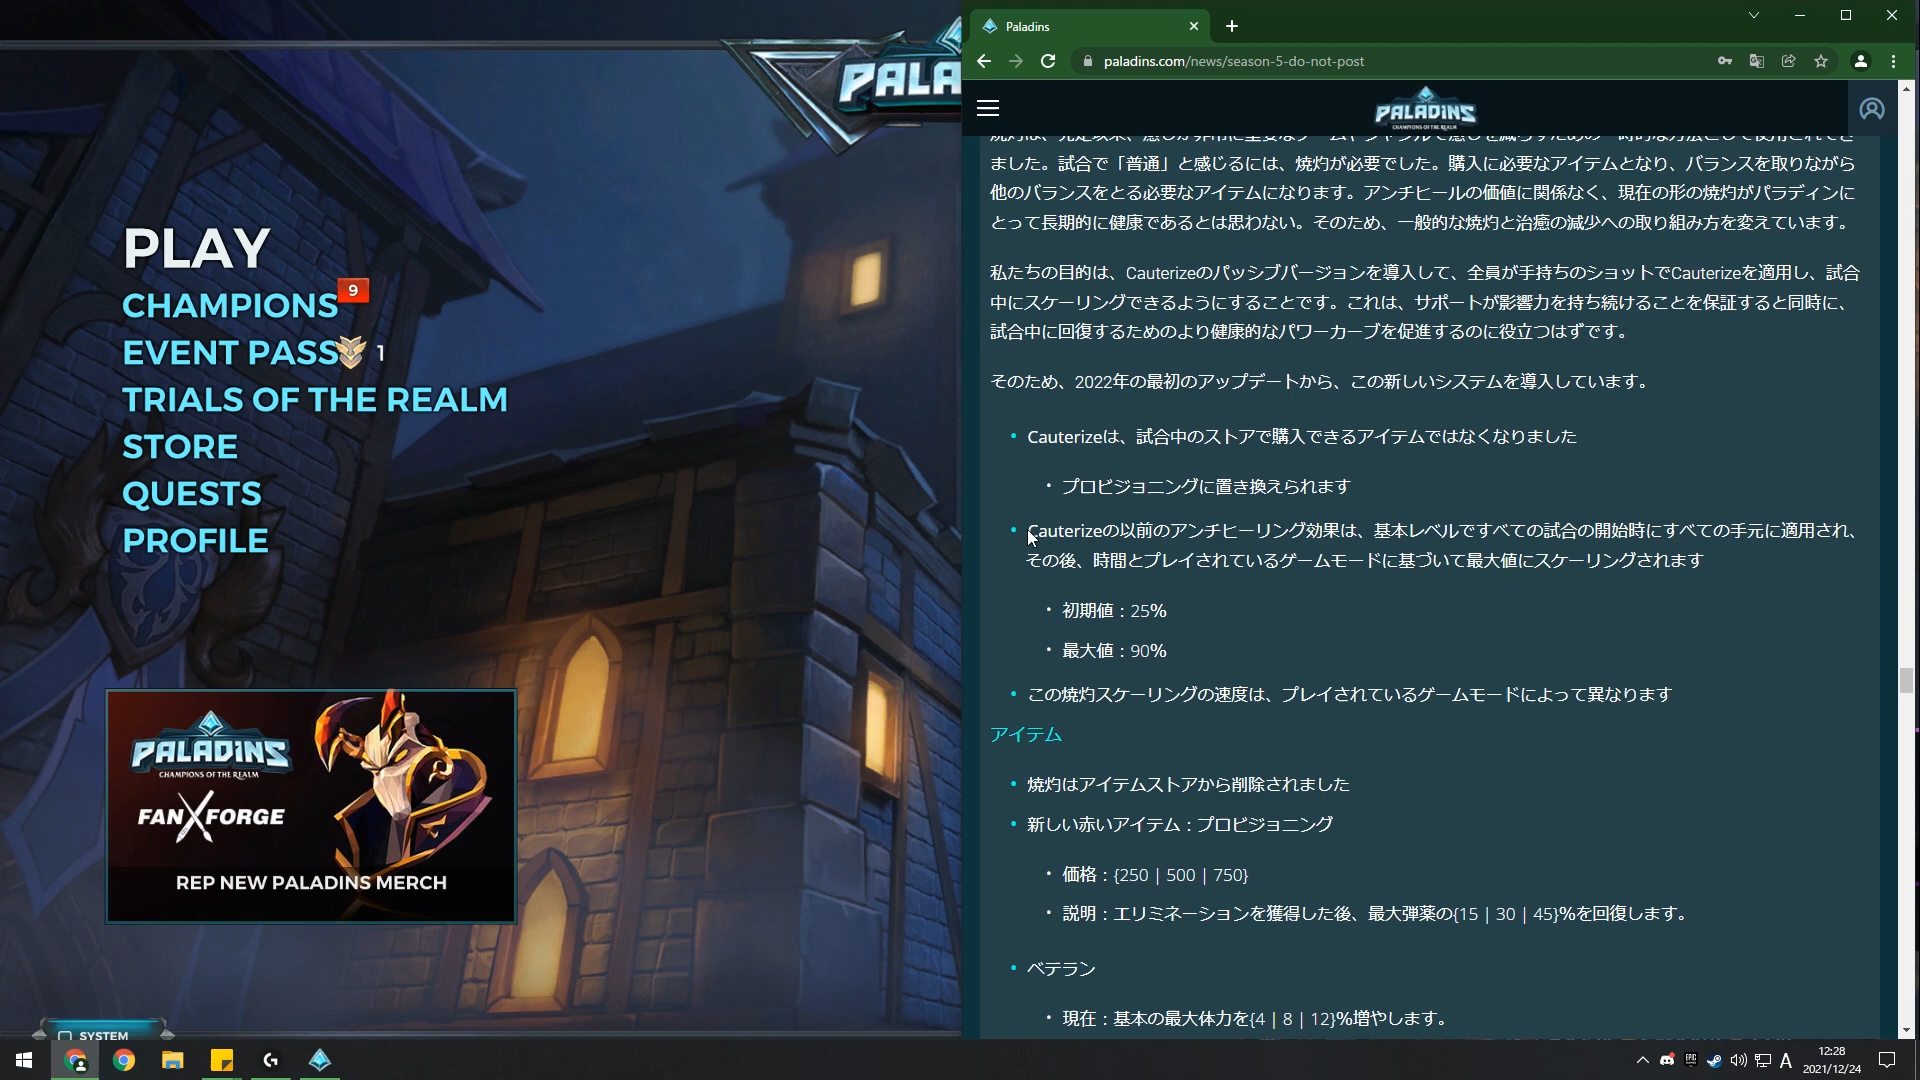 Paladins
paladins.com/news/season-5-do-not-post
PALA
PALADINS
CHAMPIONS OF THE REALM
ました。試合で「普通」と感じるには、焼灼が必要でした。購入に必要なアイテムとなり、バランスを取りながら
他のバランスをとる必要なアイテムになります。アンチヒールの価値に関係なく、現在の形の焼灼がパラディンに
とって長期的に健康であるとは思わない。そのため、一般的な焼灼と治癒の減少への取り組み方を変えています。
私たちの目的は、Cauterizeのパッシブバージョンを導入して、全員が手持ちのショットでCauterizeを適用し、試合
中にスケーリングできるようにすることです。これは、サポートが影響力を持ち続けることを保証すると同時に、
試合中に回復するためのより健康的なパワーカーブを促進するのに役立つはずです。
そのため、2022年の最初のアップデートから、この新しいシステムを導入しています。
• Cauterizeは、試合中のストアで購入できるアイテムではなくなりました
・ プロビジョニングに置き換えられます
• Cauterizeの以前のアンチヒーリング効果は、基本レベルですべての試合の開始時にすべての手元に適用され、
その後、時間とプレイされているゲームモードに基づいて最大値にスケーリングされます
・ 初期値：25%
・ 最大値：90%
• この焼灼スケーリングの速度は、プレイされているゲームモードによって異なります
アイテム
• 焼灼はアイテムストアから削除されました
• 新しい赤いアイテム：プロビジョニング
・ 価格：{250 | 500 | 750}
・ 説明：エリミネーションを獲得した後、最大弾薬の{15 | 30 | 45}%を回復します。
• ベテラン
・ 現在：基本の最大体力を{4 | 8 | 12}%増やします。
PLAY
CHAMPIONS 9
EVENT PASS 1
TRIALS OF THE REALM
STORE
QUESTS
PROFILE
PALADINS
CHAMPIONS OF THE REALM
FAN X FORGE
REP NEW PALADINS MERCH
SYSTEM
A
12:28
2021/12/24